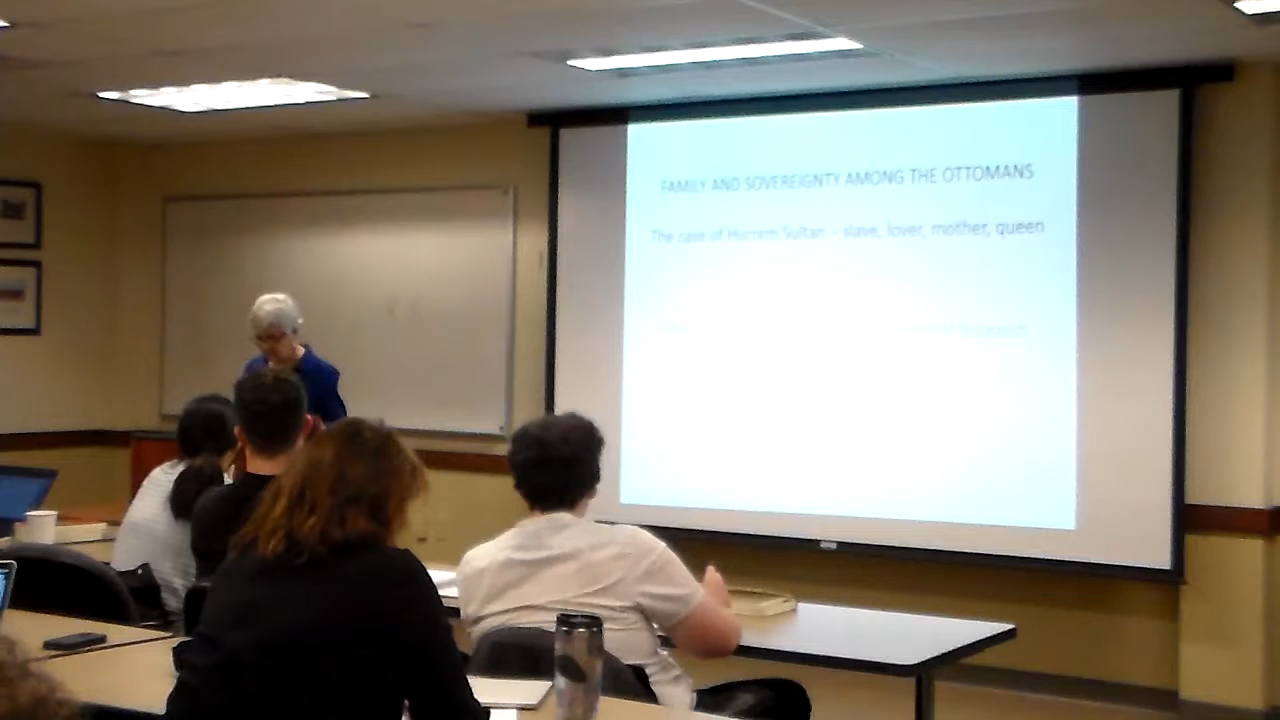 FAMILY AND SOVEREIGNTY AMONG THE OTTOMANS
The case of Hurrem Sultan – slave, lover, mother, queen